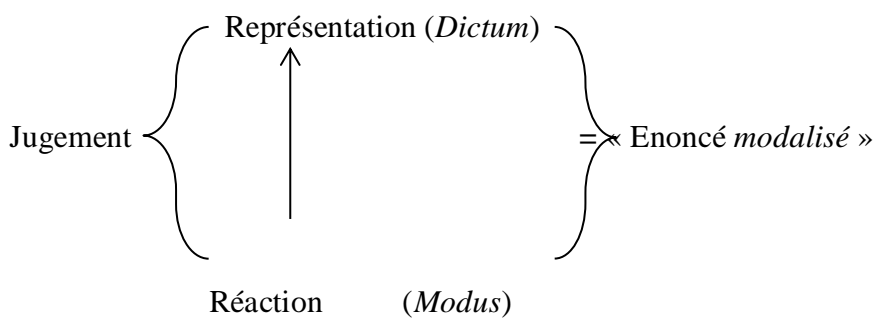 Représentation (Dictum)
Jugement = « Enoncé modalisé »
Réaction (Modus)